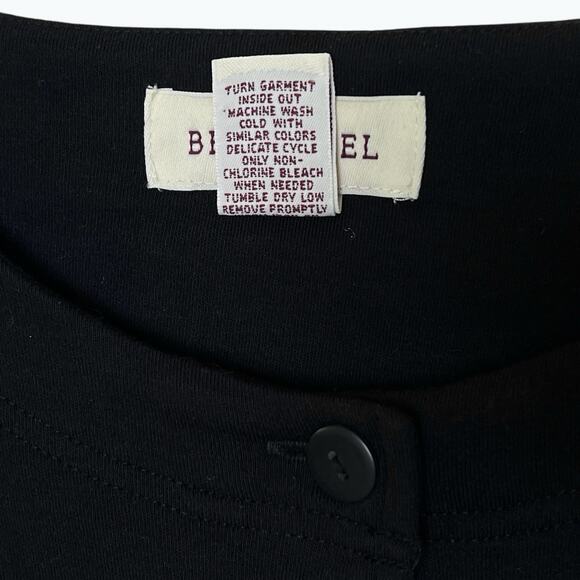 TURN GARMENT
INSIDE OUT
MACHINE WASH
COLD WITH
SIMILAR COLORS
DELICATE CYCLE
ONLY NON-
CHLORINE BLEACH
WHEN NEEDED
TUMBLE DRY LOW
REMOVE PROMPTLY